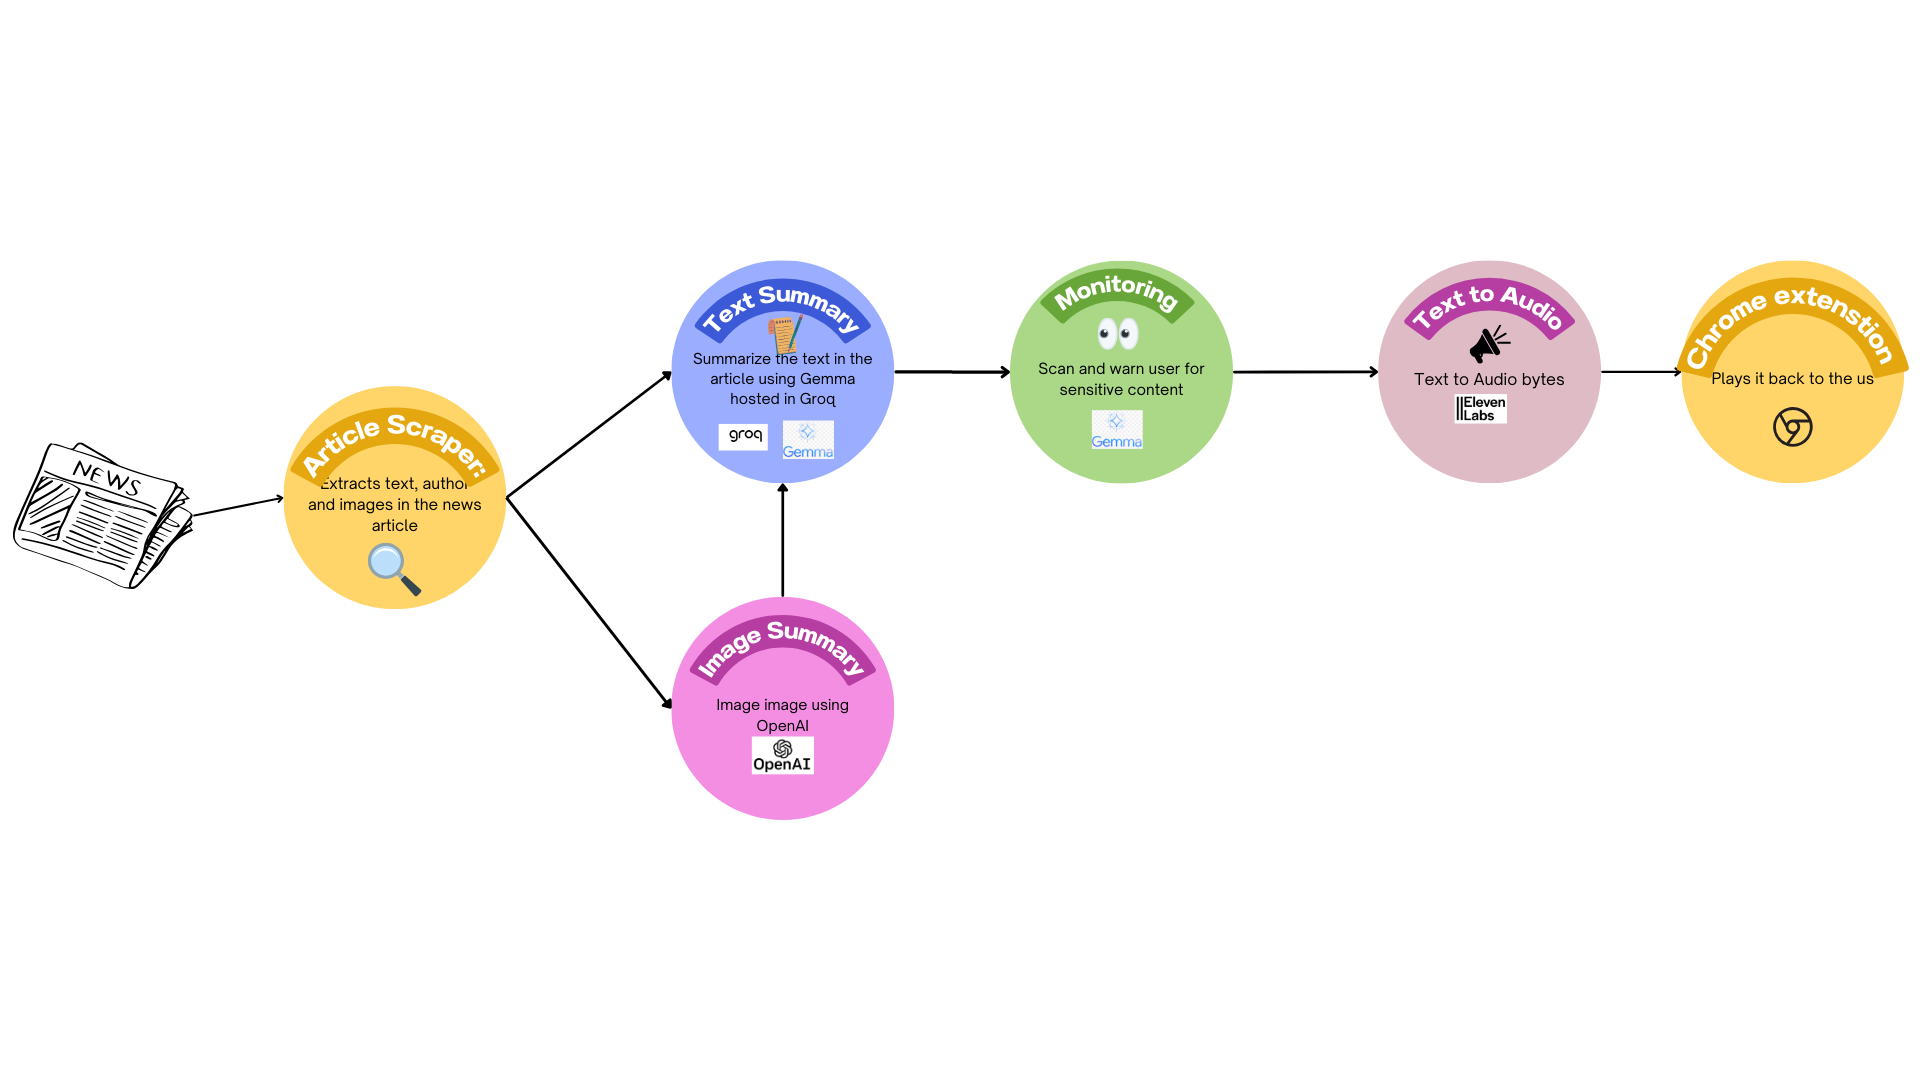 NEWS
Article Scraper:
Extracts text, author
and images in the news
article
Text Summary
Summarize the text in the
article using Gemma
hosted in Groq
groq
Gemma
Image Summary
Image image using
OpenAI
OpenAI
Monitoring
Scan and warn user for
sensitive content
Gemma
Text to Audio
Text to Audio bytes
||Eleven
Labs
Chrome extenstion
Plays it back to the us